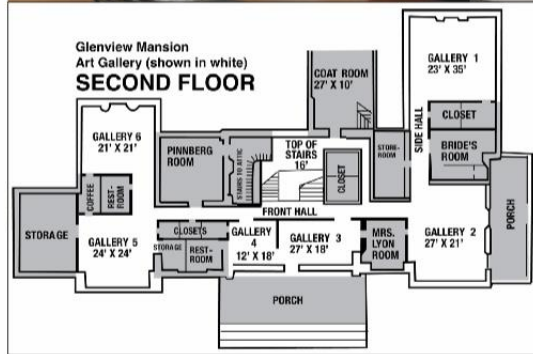 Glenview Mansion
Art Gallery (shown in white)
SECOND FLOOR
GALLERY 1
23' X 35'
COAT ROOM
27' X 10'
CLOSET
SIDE HALL
BRIDE'S
ROOM
GALLERY 6
21' X 21'
PINNBERG
ROOM
STAIRS TO ATTIC
TOP OF
STAIRS
16'
CLOSET
STORE-
ROOM
COFFEE
REST-
ROOM
FRONT HALL
PORCH
STORAGE
GALLERY 5
24' X 24'
CLOSETS
STORAGE
REST-
ROOM
GALLERY
4
12' X 18'
GALLERY 3
27' X 18'
MRS.
LYON
ROOM
GALLERY 2
27' X 21'
PORCH